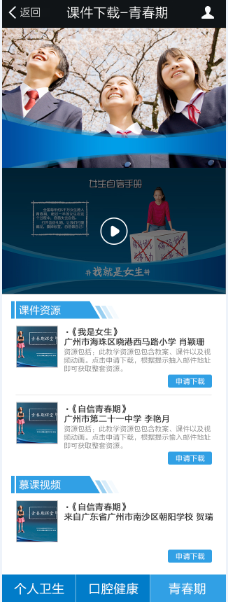 返回
课件下载-青春期
女生自信手册
我就是女生
课件资源
·《我是女生》
广州市海珠区晓港西马路小学 肖颖珊
资源包括：此教学资源包包含教案、课件以及视
频动画，点击申请下载，根据提示输入邮件地址
即可获取整套资源。
申请下载
·《自信青春期》
广州市第二十一中学 李艳月
资源包括：此教学资源包包含教案、课件以及视
频动画，点击申请下载，根据提示输入邮件地址
即可获取整套资源。
申请下载
慕课视频
·《自信青春期》
来自广东省广州市南沙区朝阳学校 贺瑞
申请下载
个人卫生
口腔健康
青春期